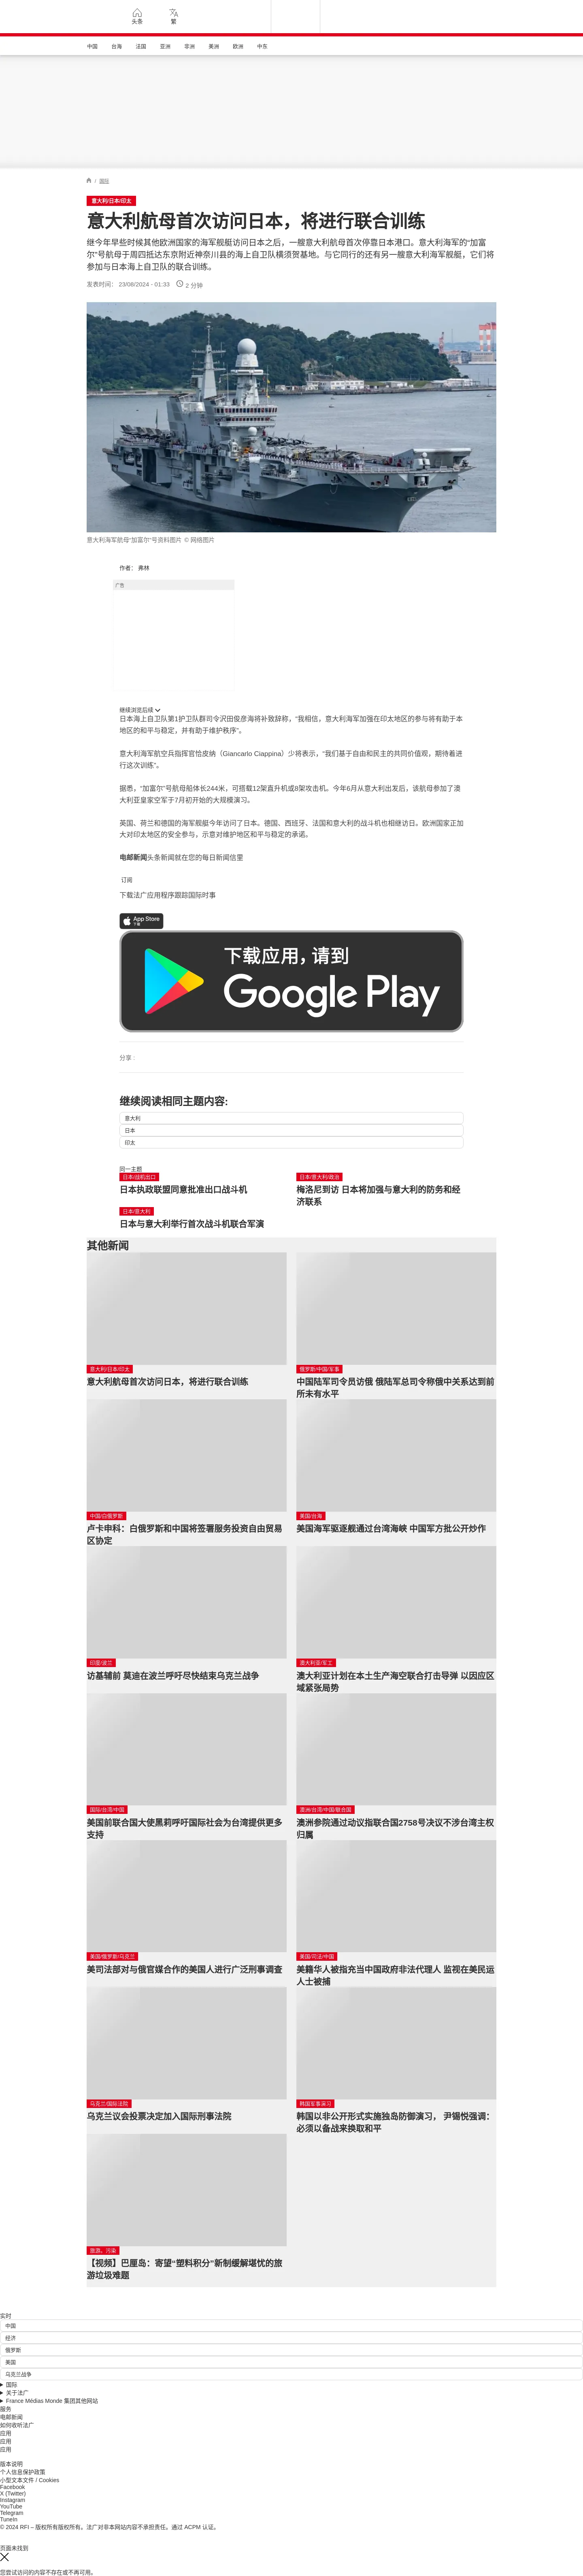 头条
繁
中国 台海 法国 亚洲 非洲 美洲 欧洲 中东
/ 国际
意大利/日本/印太
意大利航母首次访问日本，将进行联合训练
继今年早些时候其他欧洲国家的海军舰艇访问日本之后，一艘意大利航母首次停靠日本港口。意大利海军的“加富
尔”号航母于周四抵达东京附近神奈川县的海上自卫队横须贺基地。与它同行的还有另一艘意大利海军舰艇，它们将
参加与日本海上自卫队的联合训练。
发表时间： 23/08/2024 - 01:33 2 分钟
意大利海军航母“加富尔”号资料图片 © 网络图片
作者： 弗林
广告
继续浏览后续
日本海上自卫队第1护卫队群司令沢田俊彦海将补致辞称，“我相信，意大利海军加强在印太地区的参与将有助于本
地区的和平与稳定，并有助于维护秩序”。
意大利海军航空兵指挥官恰皮纳（Giancarlo Ciappina）少将表示，“我们基于自由和民主的共同价值观，期待着进
行这次训练”。
据悉，“加富尔”号航母船体长244米，可搭载12架直升机或8架攻击机。今年6月从意大利出发后，该航母参加了澳
大利亚皇家空军于7月初开始的大规模演习。
英国、荷兰和德国的海军舰艇今年访问了日本。德国、西班牙、法国和意大利的战斗机也相继访日。欧洲国家正加
大对印太地区的安全参与，示意对维护地区和平与稳定的承诺。
电邮新闻头条新闻就在您的每日新闻信里
订阅
下载法广应用程序跟踪国际时事
App Store
下载
下载应用，请到
Google Play
分享 :
继续阅读相同主题内容:
意大利
日本
印太
同一主题
日本/战机出口
日本执政联盟同意批准出口战斗机
日本/意大利/政治
梅洛尼到访 日本将加强与意大利的防务和经
济联系
日本/意大利
日本与意大利举行首次战斗机联合军演
其他新闻
意大利/日本/印太
意大利航母首次访问日本，将进行联合训练
俄罗斯/中国/军事
中国陆军司令员访俄 俄陆军总司令称俄中关系达到前
所未有水平
中国/白俄罗斯
卢卡申科：白俄罗斯和中国将签署服务投资自由贸易
区协定
美国/台海
美国海军驱逐舰通过台湾海峡 中国军方批公开炒作
印度/波兰
访基辅前 莫迪在波兰呼吁尽快结束乌克兰战争
澳大利亚/军工
澳大利亚计划在本土生产海空联合打击导弹 以因应区
域紧张局势
国际/台湾/中国
美国前联合国大使黑莉呼吁国际社会为台湾提供更多
支持
澳洲/台湾/中国/联合国
澳洲参院通过动议指联合国2758号决议不涉台湾主权
归属
美国/俄罗斯/乌克兰
美司法部对与俄官媒合作的美国人进行广泛刑事调查
美国/司法/中国
美籍华人被指充当中国政府非法代理人 监视在美民运
人士被捕
乌克兰/国际法院
乌克兰议会投票决定加入国际刑事法院
韩国军事演习
韩国以非公开形式实施独岛防御演习， 尹锡悦强调：
必须以备战来换取和平
旅游、污染
【视频】巴厘岛：寄望“塑料积分”新制缓解堪忧的旅
游垃圾难题
实时
中国
经济
俄罗斯
美国
乌克兰战争
国际
关于法广
France Médias Monde 集团其他网站
服务
电邮新闻
如何收听法广
应用
应用
应用
版本说明
个人信息保护政策
小型文本文件 / Cookies
Facebook
X (Twitter)
Instagram
YouTube
Telegram
TuneIn
© 2024 RFI – 版权所有版权所有。法广对非本网站内容不承担责任。通过 ACPM 认证。
页面未找到
您尝试访问的内容不存在或不再可用。